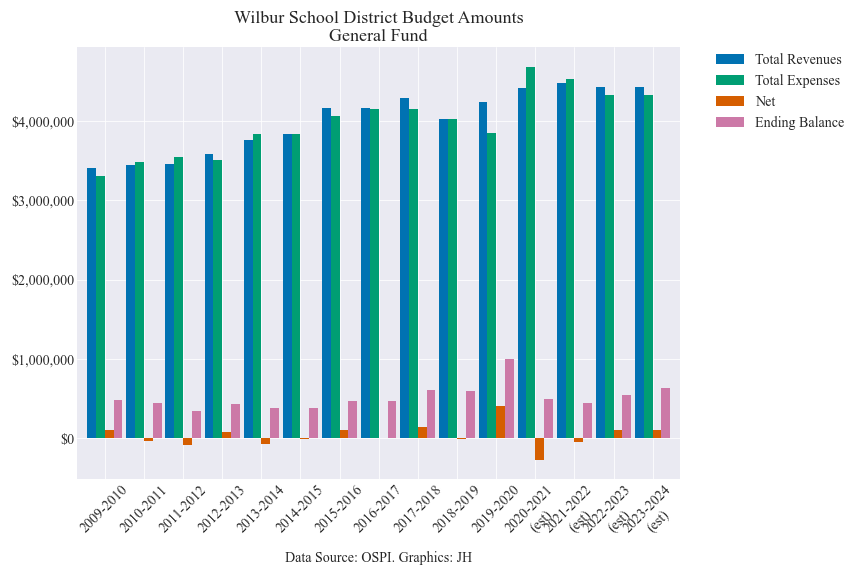 Wilbur School District Budget Amounts
General Fund
Total Revenues
Total Expenses
Net
Ending Balance
$4,000,000
$3,000,000
$2,000,000
$1,000,000
$0
2009-2010
2010-2011
2011-2012
2012-2013
2013-2014
2014-2015
2015-2016
2016-2017
2017-2018
2018-2019
2019-2020
2020-2021
(est)
2021-2022
(est)
2022-2023
(est)
2023-2024
(est)
Data Source: OSPI. Graphics: JH